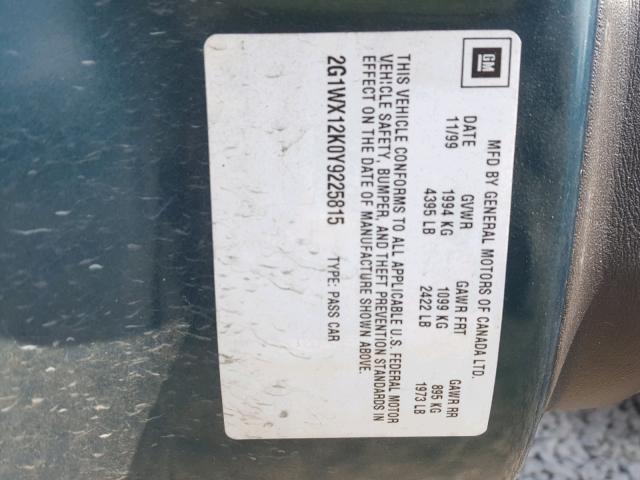 GM
MFD BY GENERAL MOTORS OF CANADA LTD.
DATE GVWR GAWR FRT GAWR RR
11/99 1994 KG 1099 KG 895 KG
4395 LB 2422 LB 1973 LB
THIS VEHICLE CONFORMS TO ALL APPLICABLE U.S. FEDERAL MOTOR
VEHICLE SAFETY, BUMPER, AND THEFT PREVENTION STANDARDS IN
EFFECT ON THE DATE OF MANUFACTURE SHOWN ABOVE.
2G1WX12K0Y9225815 TYPE: PASS CAR